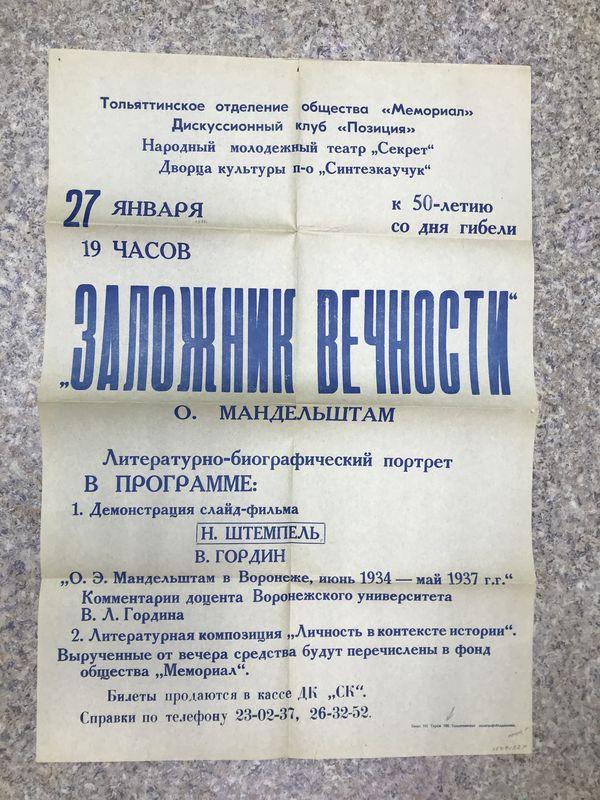 Тольяттинское отделение общества «Мемориал»
Дискуссионный клуб «Позиция»
Народный молодежный театр „Секрет“
Дворца культуры п-о „Синтезкаучук“
27 ЯНВАРЯ
19 ЧАСОВ
к 50-летию
со дня гибели
„ЗАЛОЖНИК ВЕЧНОСТИ“
О. МАНДЕЛЬШТАМ
Литературно-биографический портрет
В ПРОГРАММЕ:
1. Демонстрация слайд-фильма
Н. ШТЕМПЕЛЬ
В. ГОРДИН
„О. Э. Мандельштам в Воронеже, июнь 1934 — май 1937 г.г.“
Комментарии доцента Воронежского университета
В. Л. Гордина
2. Литературная композиция „Личность в контексте истории“.
Вырученные от вечера средства будут перечислены в фонд
общества „Мемориал“.
Билеты продаются в кассе ДК „СК“.
Справки по телефону 23-02-37, 26-32-52.